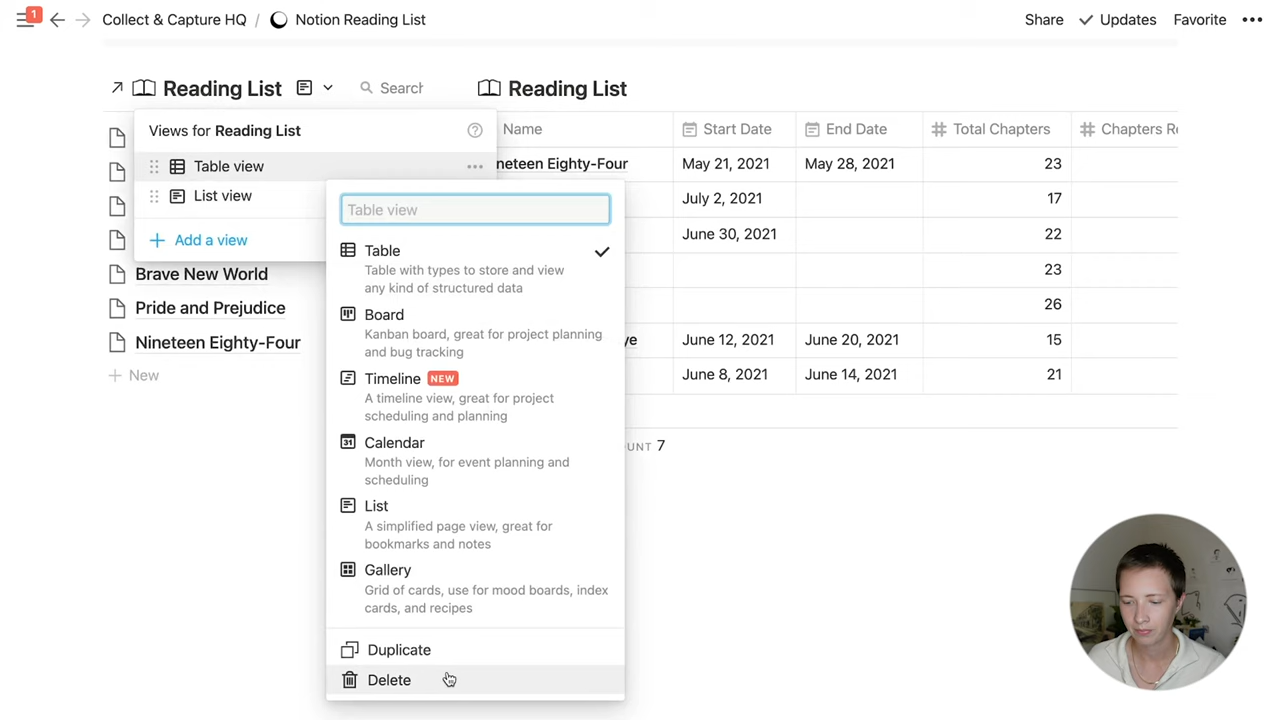 1
Collect & Capture HQ / Notion Reading List
Share Updates Favorite
Reading List
Search
Views for Reading List
Table view
List view
Add a view
Brave New World
Pride and Prejudice
Nineteen Eighty-Four
New
Table view
Table
Table with types to store and view
any kind of structured data
Board
Kanban board, great for project planning
and bug tracking
Timeline NEW
A timeline view, great for project
scheduling and planning
Calendar
31
Month view, for event planning and
scheduling
List
A simplified page view, great for
bookmarks and notes
Gallery
Grid of cards, use for mood boards, index
cards, and recipes
Duplicate
Delete
Reading List
Name Start Date End Date # Total Chapters # Chapters Re
neteen Eighty-Four May 21, 2021 May 28, 2021 23
July 2, 2021 17
June 30, 2021 22
23
26
ye June 12, 2021 June 20, 2021 15
June 8, 2021 June 14, 2021 21
UNT 7